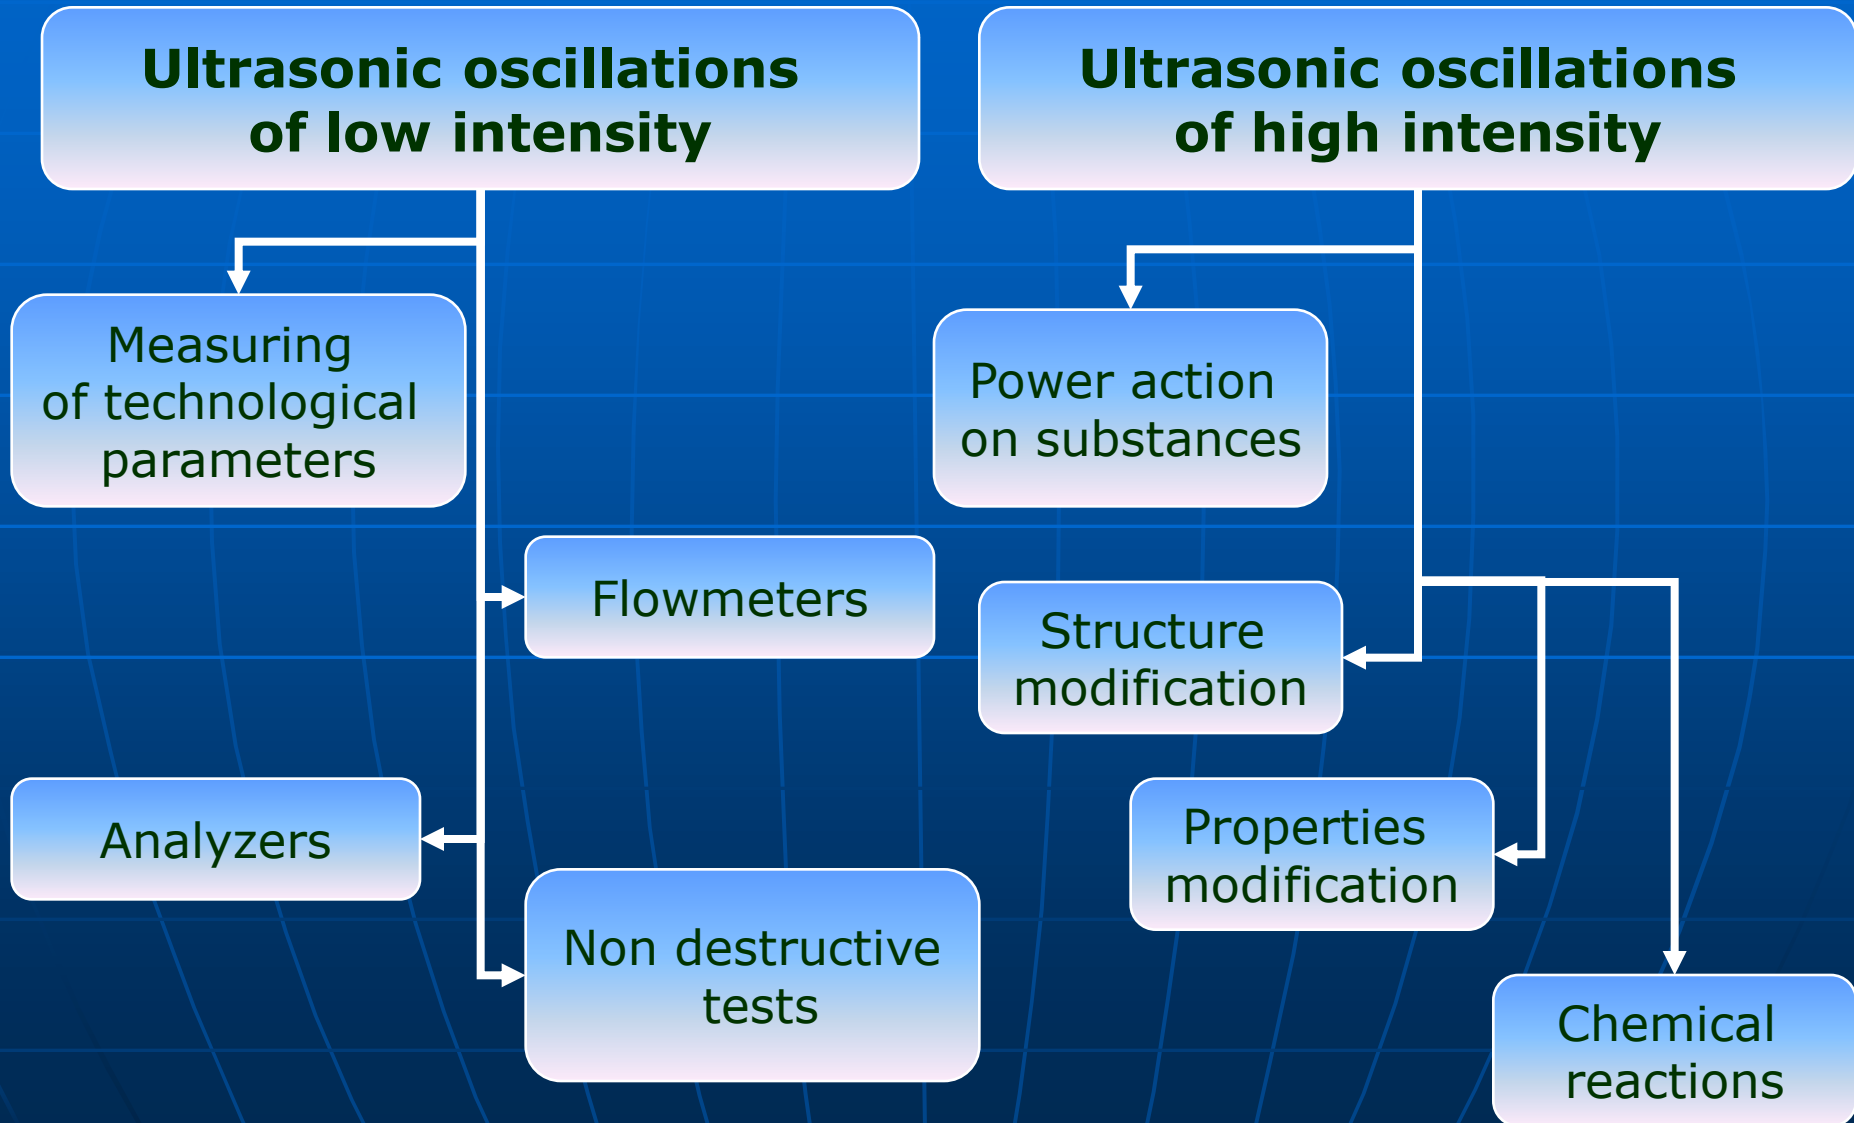 Ultrasonic oscillations
of low intensity
Ultrasonic oscillations
of high intensity
Measuring
of technological
parameters
Power action
on substances
Flowmeters
Structure
modification
Analyzers
Properties
modification
Non destructive
tests
Chemical
reactions